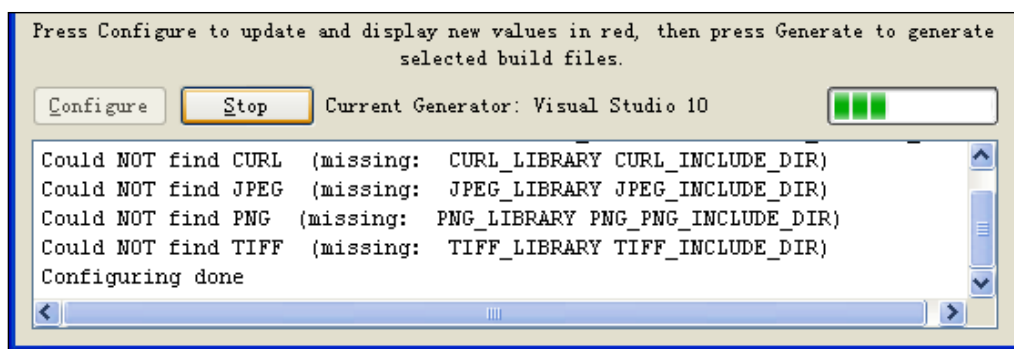 Press Configure to update and display new values in red, then press Generate to generate
selected build files.
Configure Stop Current Generator: Visual Studio 10
Could NOT find CURL (missing: CURL_LIBRARY CURL_INCLUDE_DIR)
Could NOT find JPEG (missing: JPEG_LIBRARY JPEG_INCLUDE_DIR)
Could NOT find PNG (missing: PNG_LIBRARY PNG_PNG_INCLUDE_DIR)
Could NOT find TIFF (missing: TIFF_LIBRARY TIFF_INCLUDE_DIR)
Configuring done